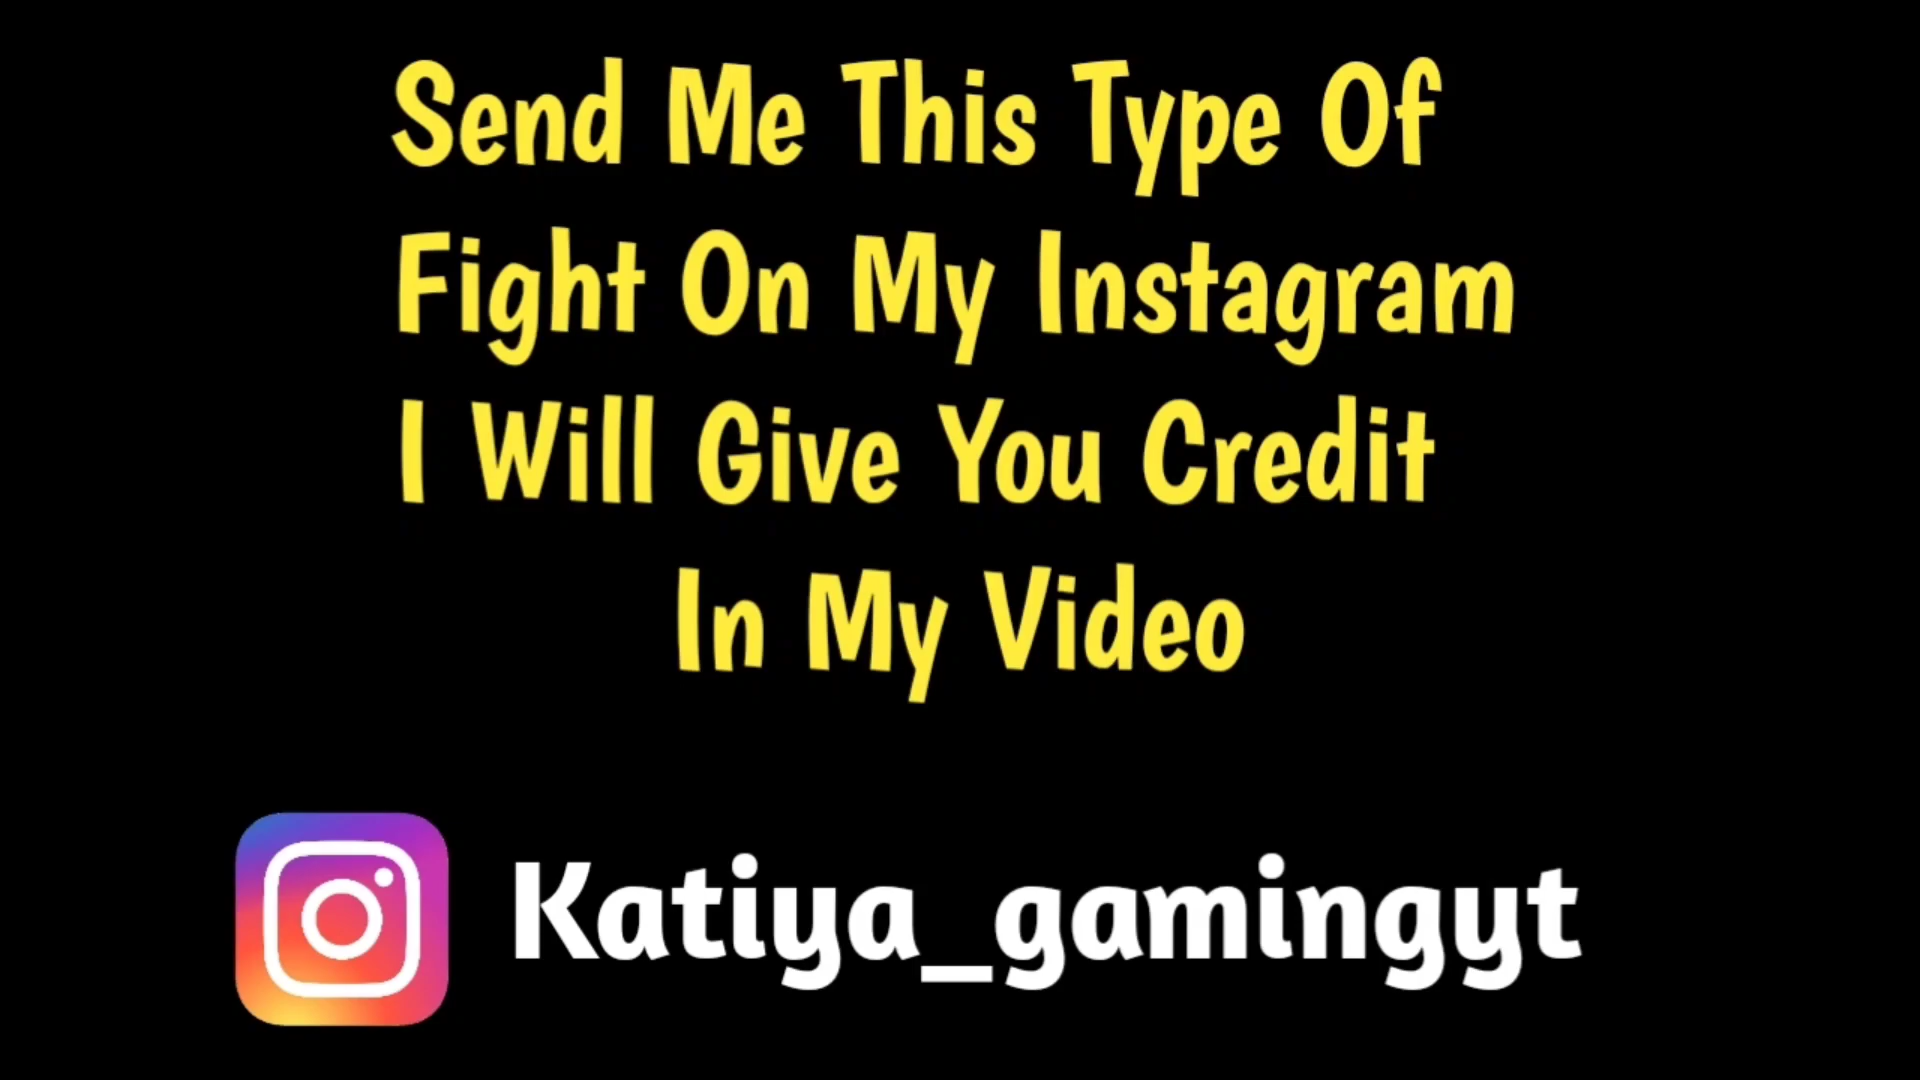 Send Me This Type Of
Fight On My Instagram
I Will Give You Credit
In My Video
Katiya_gamingyt